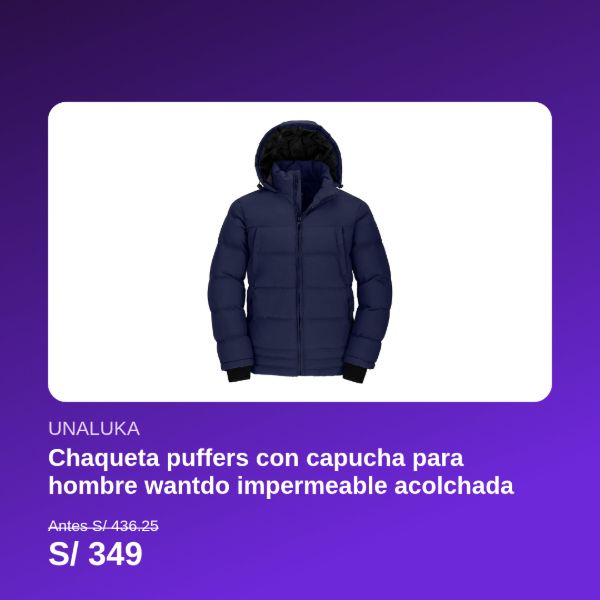 UNALUKA
Chaqueta puffers con capucha para
hombre wantdo impermeable acolchada
Antes S/ 436.25
S/ 349